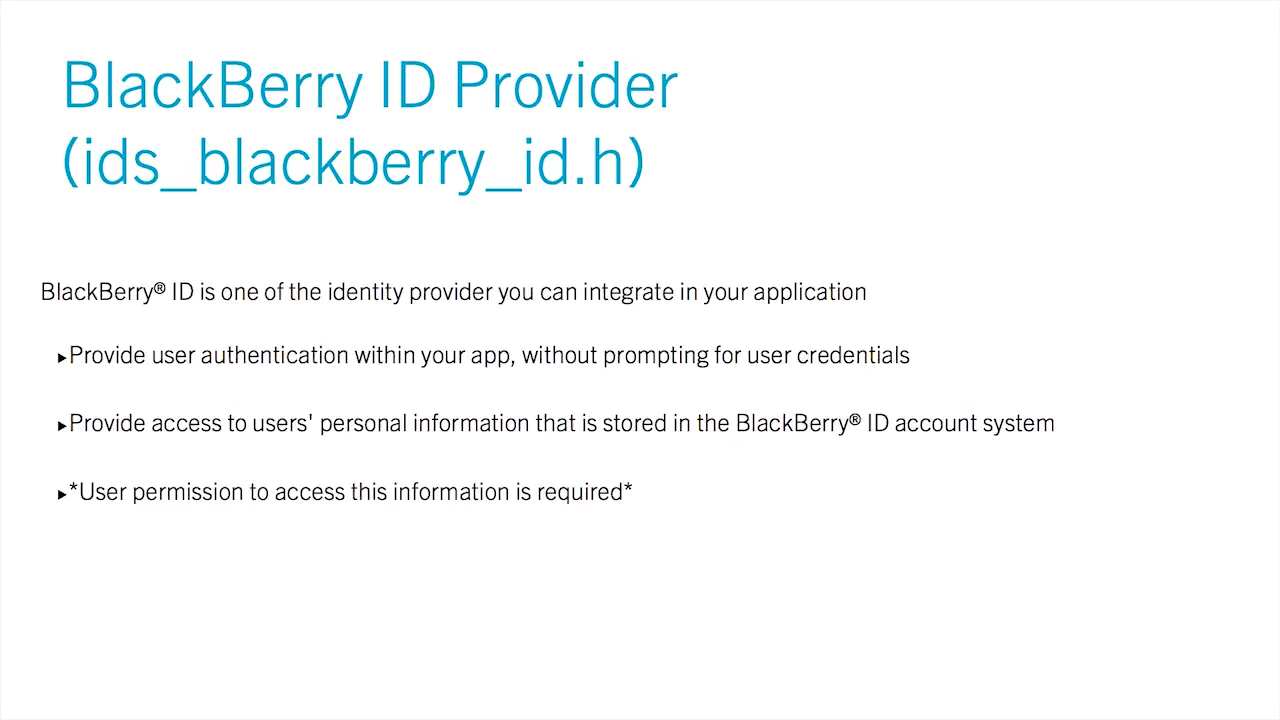 BlackBerry ID Provider
(ids_blackberry_id.h)
BlackBerry® ID is one of the identity provider you can integrate in your application
▸Provide user authentication within your app, without prompting for user credentials
▸Provide access to users' personal information that is stored in the BlackBerry® ID account system
▸*User permission to access this information is required*